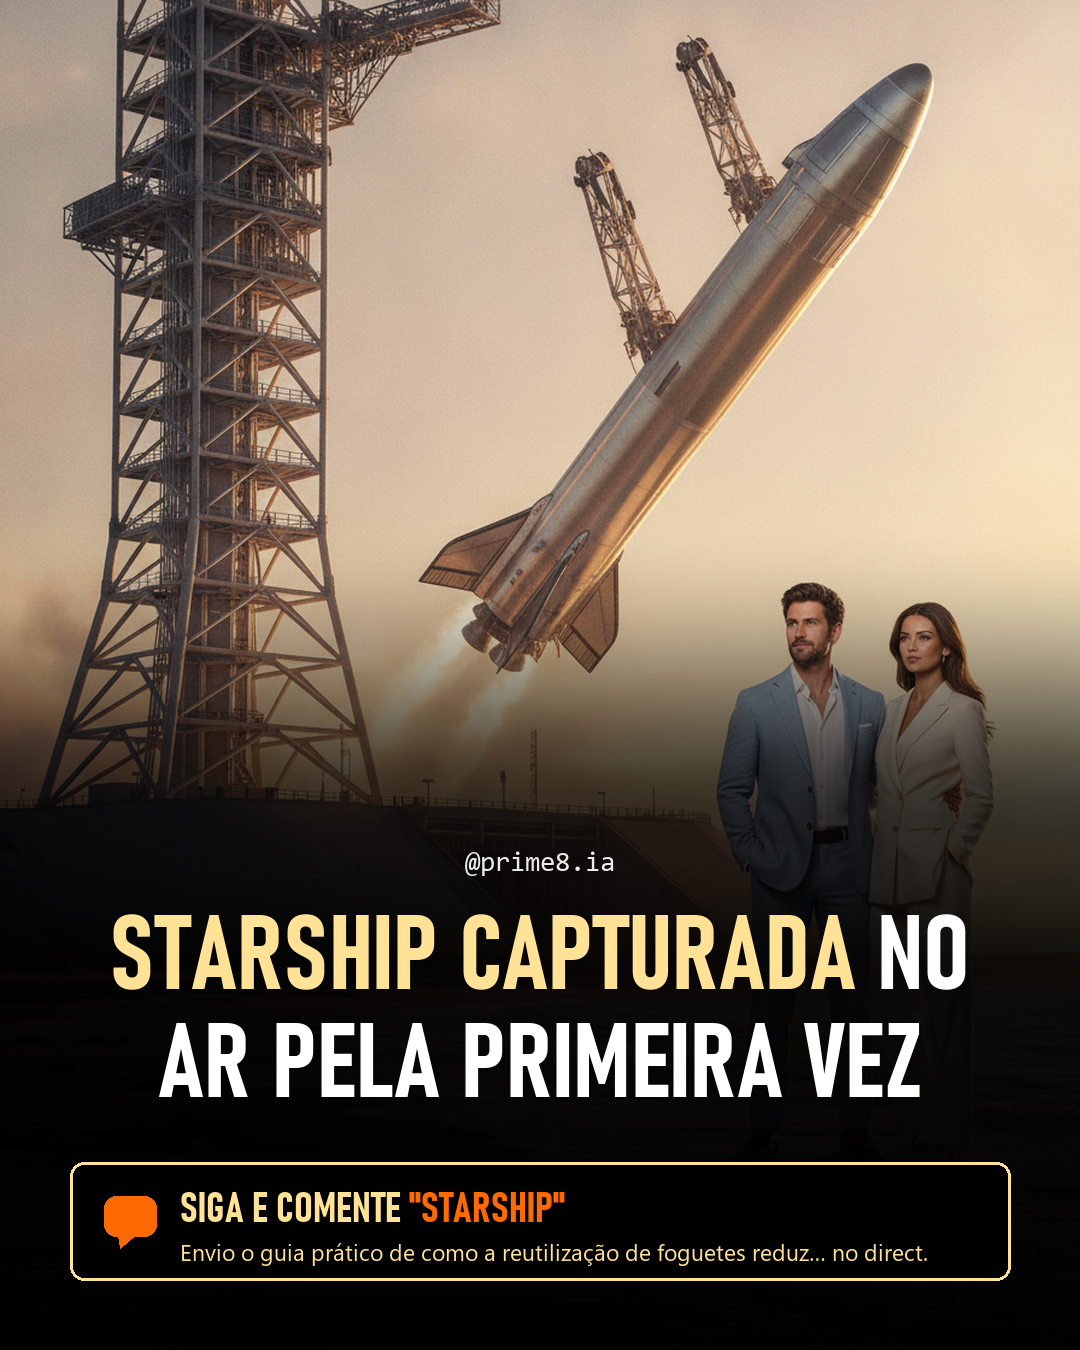 @prime8.ia
STARSHIP CAPTURADA NO
AR PELA PRIMEIRA VEZ
SIGA E COMENTE "STARSHIP"
Envio o guia prático de como a reutilização de foguetes reduz... no direct.